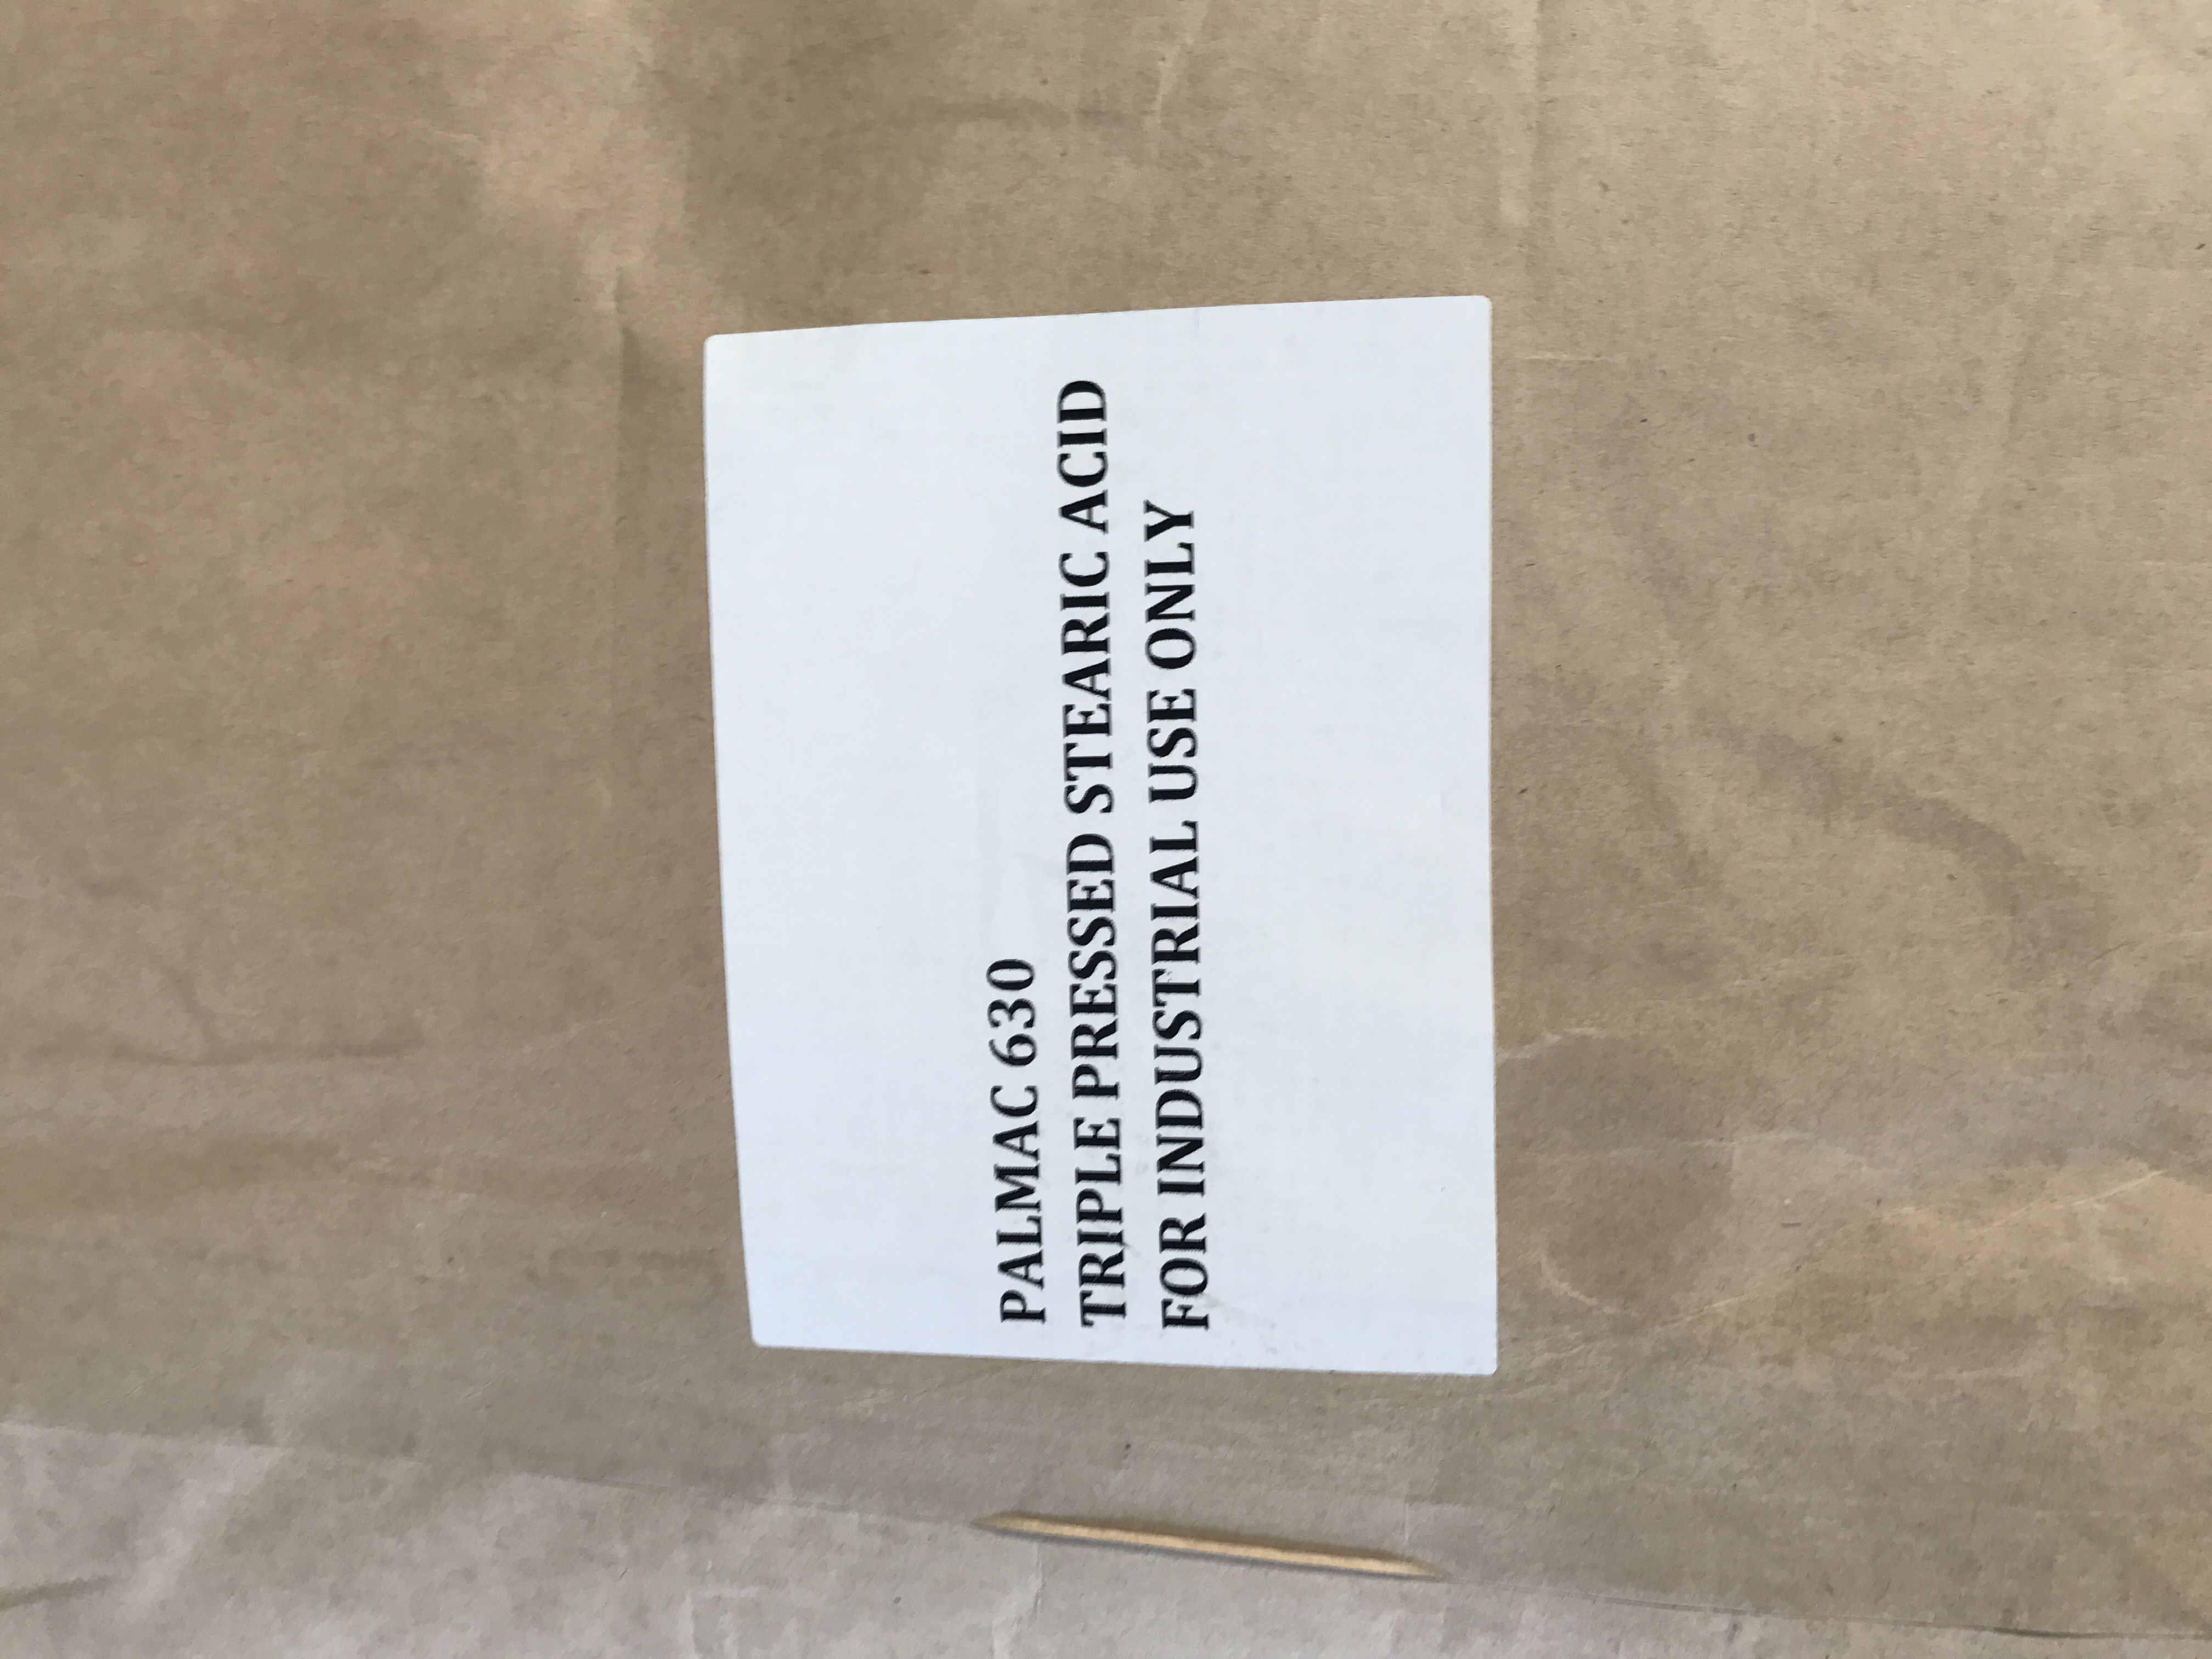 PALMAC 630
TRIPLE PRESSED STEARIC ACID
FOR INDUSTRIAL USE ONLY